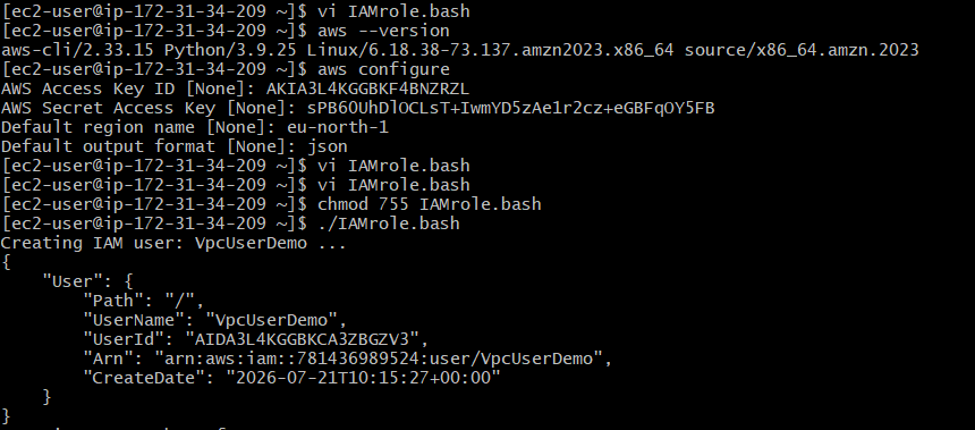 [ec2-user@ip-172-31-34-209 ~]$ vi IAMrole.bash
[ec2-user@ip-172-31-34-209 ~]$ aws --version
aws-cli/2.33.15 Python/3.9.25 Linux/6.18.38-73.137.amzn2023.x86_64 source/x86_64.amzn.2023
[ec2-user@ip-172-31-34-209 ~]$ aws configure
AWS Access Key ID [None]: AKIA3L4KGGBKF4BNZRZL
AWS Secret Access Key [None]: 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
Default region name [None]: eu-north-1
Default output format [None]: json
[ec2-user@ip-172-31-34-209 ~]$ vi IAMrole.bash
[ec2-user@ip-172-31-34-209 ~]$ vi IAMrole.bash
[ec2-user@ip-172-31-34-209 ~]$ chmod 755 IAMrole.bash
[ec2-user@ip-172-31-34-209 ~]$ ./IAMrole.bash
Creating IAM user: VpcUserDemo ...
{
    "User": {
        "Path": "/",
        "UserName": "VpcUserDemo",
        "UserId": "AIDA3L4KGGBKCA3ZBGZV3",
        "Arn": "arn:aws:iam::781436989524:user/VpcUserDemo",
        "CreateDate": "2026-07-21T10:15:27+00:00"
    }
}